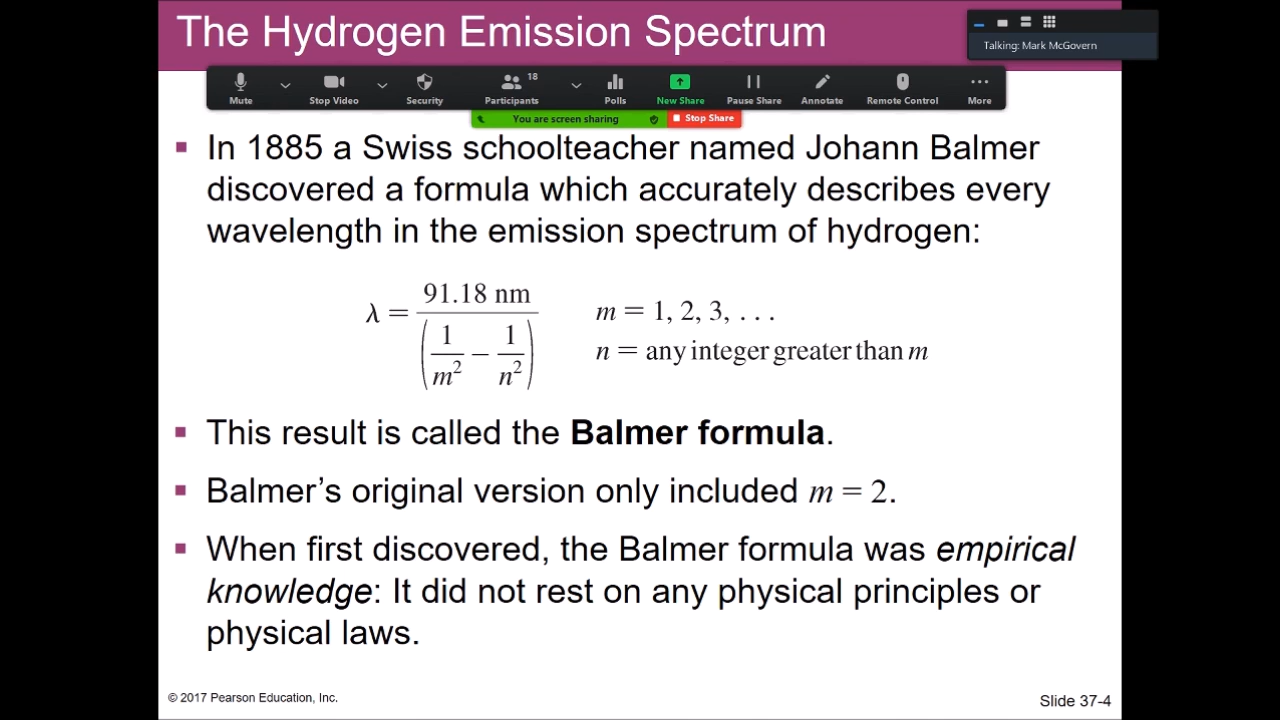 The Hydrogen Emission Spectrum
Talking: Mark McGovern
18
Mute Stop Video Security Participants Polls New Share Pause Share Annotate Remote Control More
You are screen sharing Stop Share
▪ In 1885 a Swiss schoolteacher named Johann Balmer
discovered a formula which accurately describes every
wavelength in the emission spectrum of hydrogen:
λ = 91.18 nm / (1/m² − 1/n²)
m = 1, 2, 3, . . .
n = any integer greater than m
▪ This result is called the Balmer formula.
▪ Balmer’s original version only included m = 2.
▪ When first discovered, the Balmer formula was empirical
knowledge: It did not rest on any physical principles or
physical laws.
© 2017 Pearson Education, Inc.
Slide 37-4